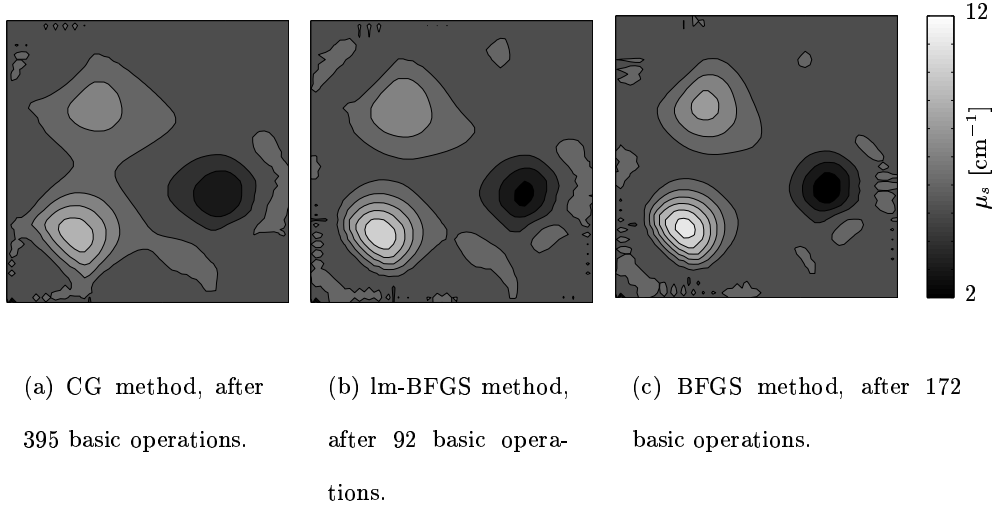 12
μs [cm−1]
2
(a) CG method, after
395 basic operations.
(b) lm-BFGS method,
after 92 basic opera-
tions.
(c) BFGS method, after 172
basic operations.